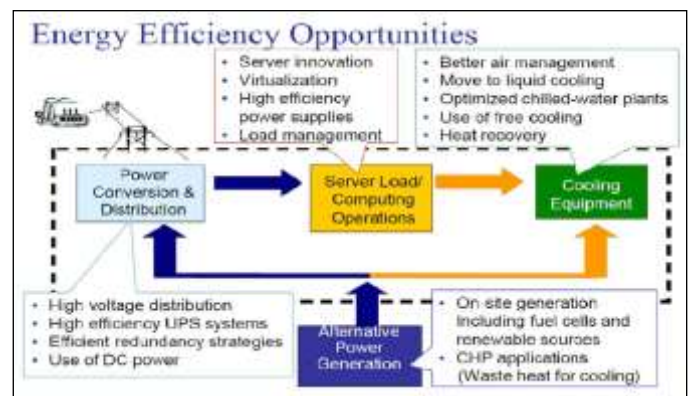 Energy Efficiency Opportunities
• Server innovation
• Virtualization
• High efficiency
power supplies
• Load management
• Better air management
• Move to liquid cooling
• Optimized chilled-water plants
• Use of free cooling
• Heat recovery
Power
Conversion &
Distribution
Server Load/
Computing
Operations
Cooling
Equipment
• High voltage distribution
• High efficiency UPS systems
• Efficient redundancy strategies
• Use of DC power
Alternative
Power
Generation
• On-site generation
Including fuel cells and
renewable sources
• CHP applications
(Waste heat for cooling)